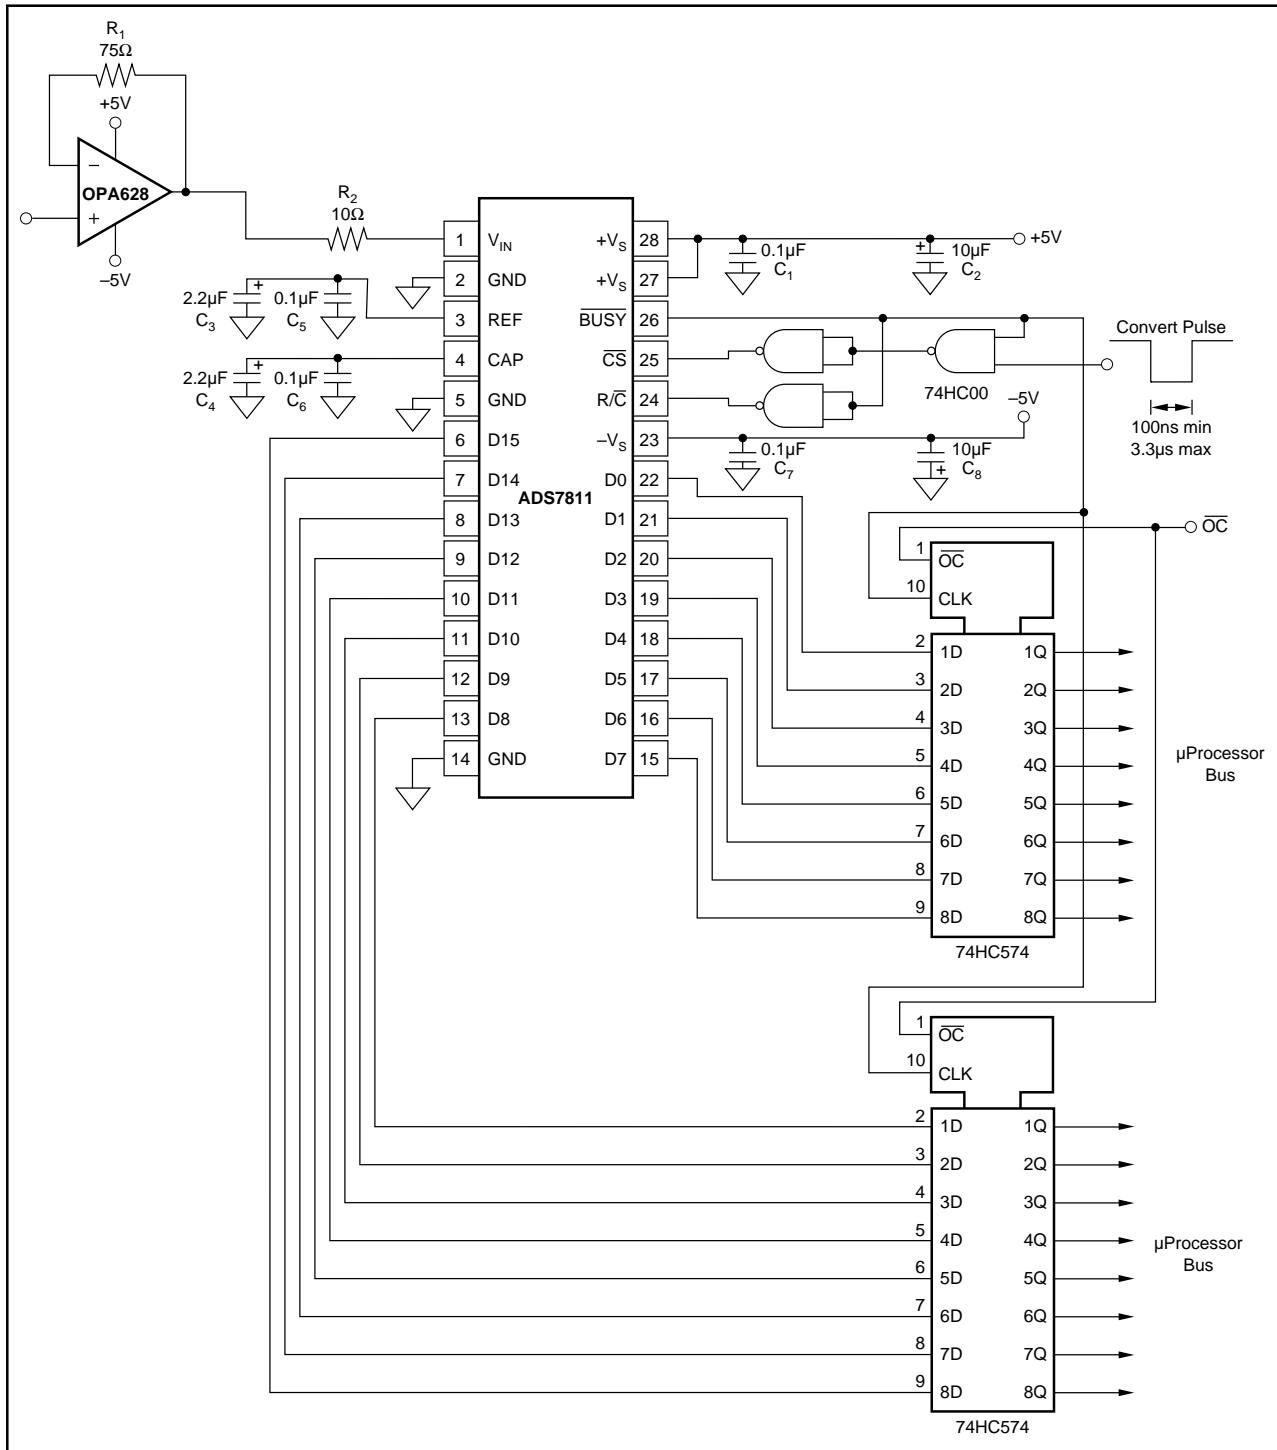 R1
75Ω
+5V
OPA628
−
+
–5V
R2
10Ω
2.2µF
C3
+
0.1µF
C5
2.2µF
C4
+
0.1µF
C6
ADS7811
1 VIN
2 GND
3 REF
4 CAP
5 GND
6 D15
7 D14
8 D13
9 D12
10 D11
11 D10
12 D9
13 D8
14 GND
+VS 28
+VS 27
B̅U̅S̅Y̅ 26
C̅S̅ 25
R/C̅ 24
–VS 23
D0 22
D1 21
D2 20
D3 19
D4 18
D5 17
D6 16
D7 15
0.1µF
C1
+
10µF
C2
+5V
74HC00
Convert Pulse
100ns min
3.3µs max
–5V
0.1µF
C7
10µF
C8
+
O̅C̅
1 O̅C̅
10 CLK
2 1D 1Q
3 2D 2Q
4 3D 3Q
5 4D 4Q
6 5D 5Q
7 6D 6Q
8 7D 7Q
9 8D 8Q
74HC574
µProcessor
Bus
1 O̅C̅
10 CLK
2 1D 1Q
3 2D 2Q
4 3D 3Q
5 4D 4Q
6 5D 5Q
7 6D 6Q
8 7D 7Q
9 8D 8Q
74HC574
µProcessor
Bus